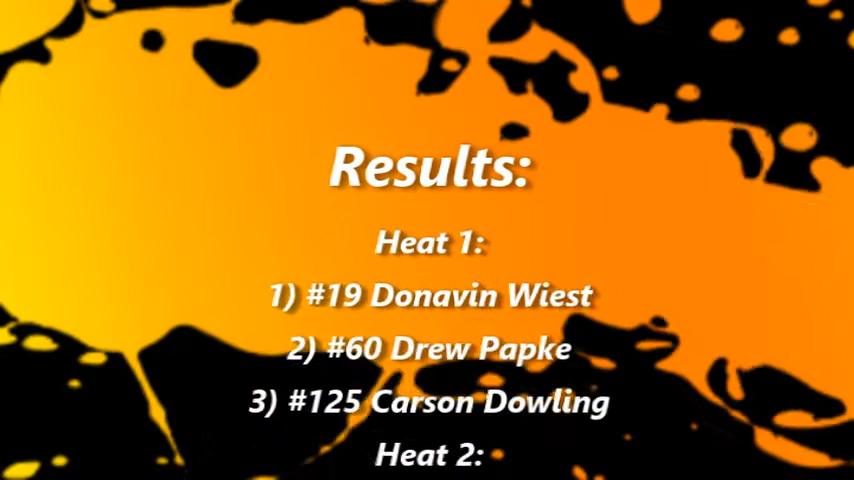 Results:
Heat 1:
1) #19 Donavin Wiest
2) #60 Drew Papke
3) #125 Carson Dowling
Heat 2: